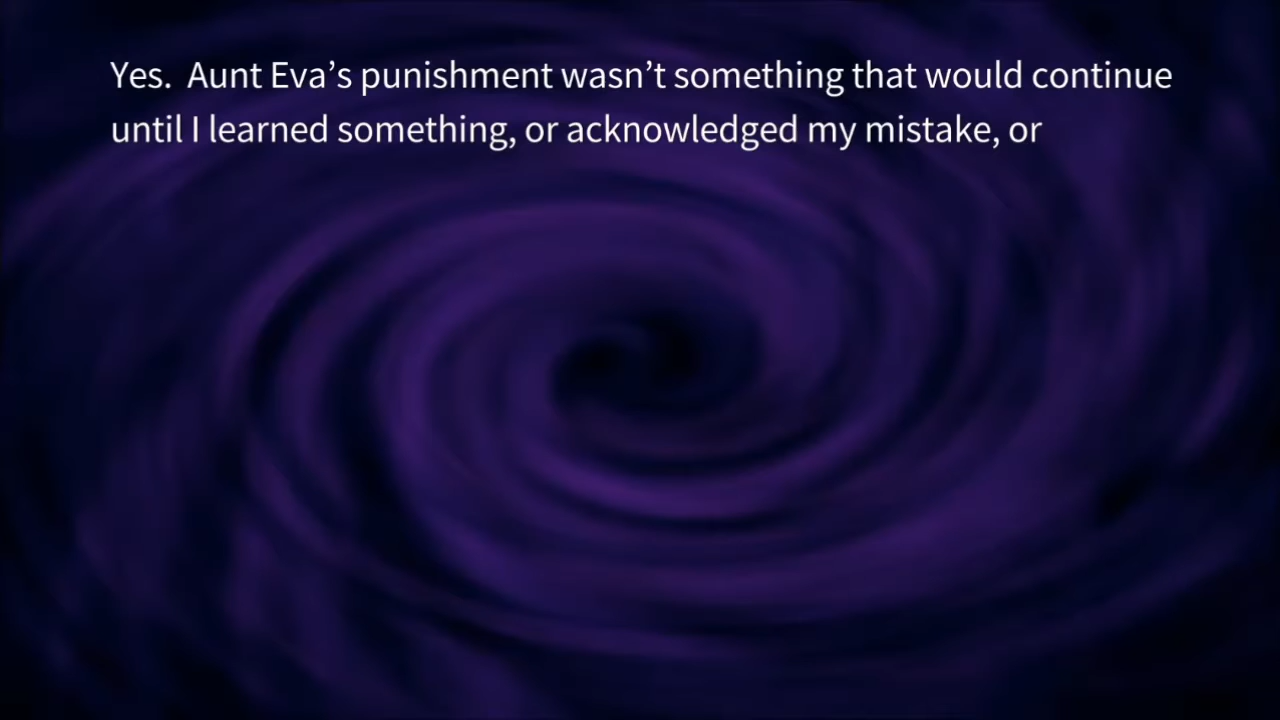 Yes.  Aunt Eva’s punishment wasn’t something that would continue
until I learned something, or acknowledged my mistake, or